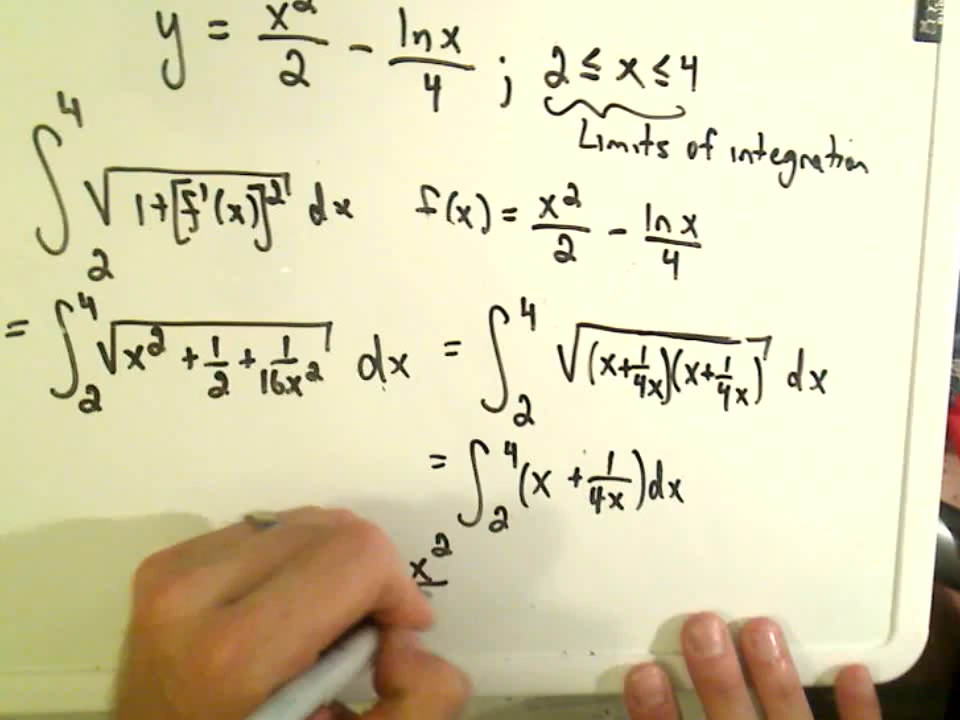 y = x²/2 - ln x/4 ; 2 ≤ x ≤ 4
Limits of integration
∫₂⁴ √(1+[f'(x)]²) dx f(x) = x²/2 - ln x/4
= ∫₂⁴ √(x² + 1/2 + 1/16x²) dx = ∫₂⁴ √((x+1/4x)(x+1/4x)) dx
= ∫₂⁴ (x + 1/4x) dx
x²